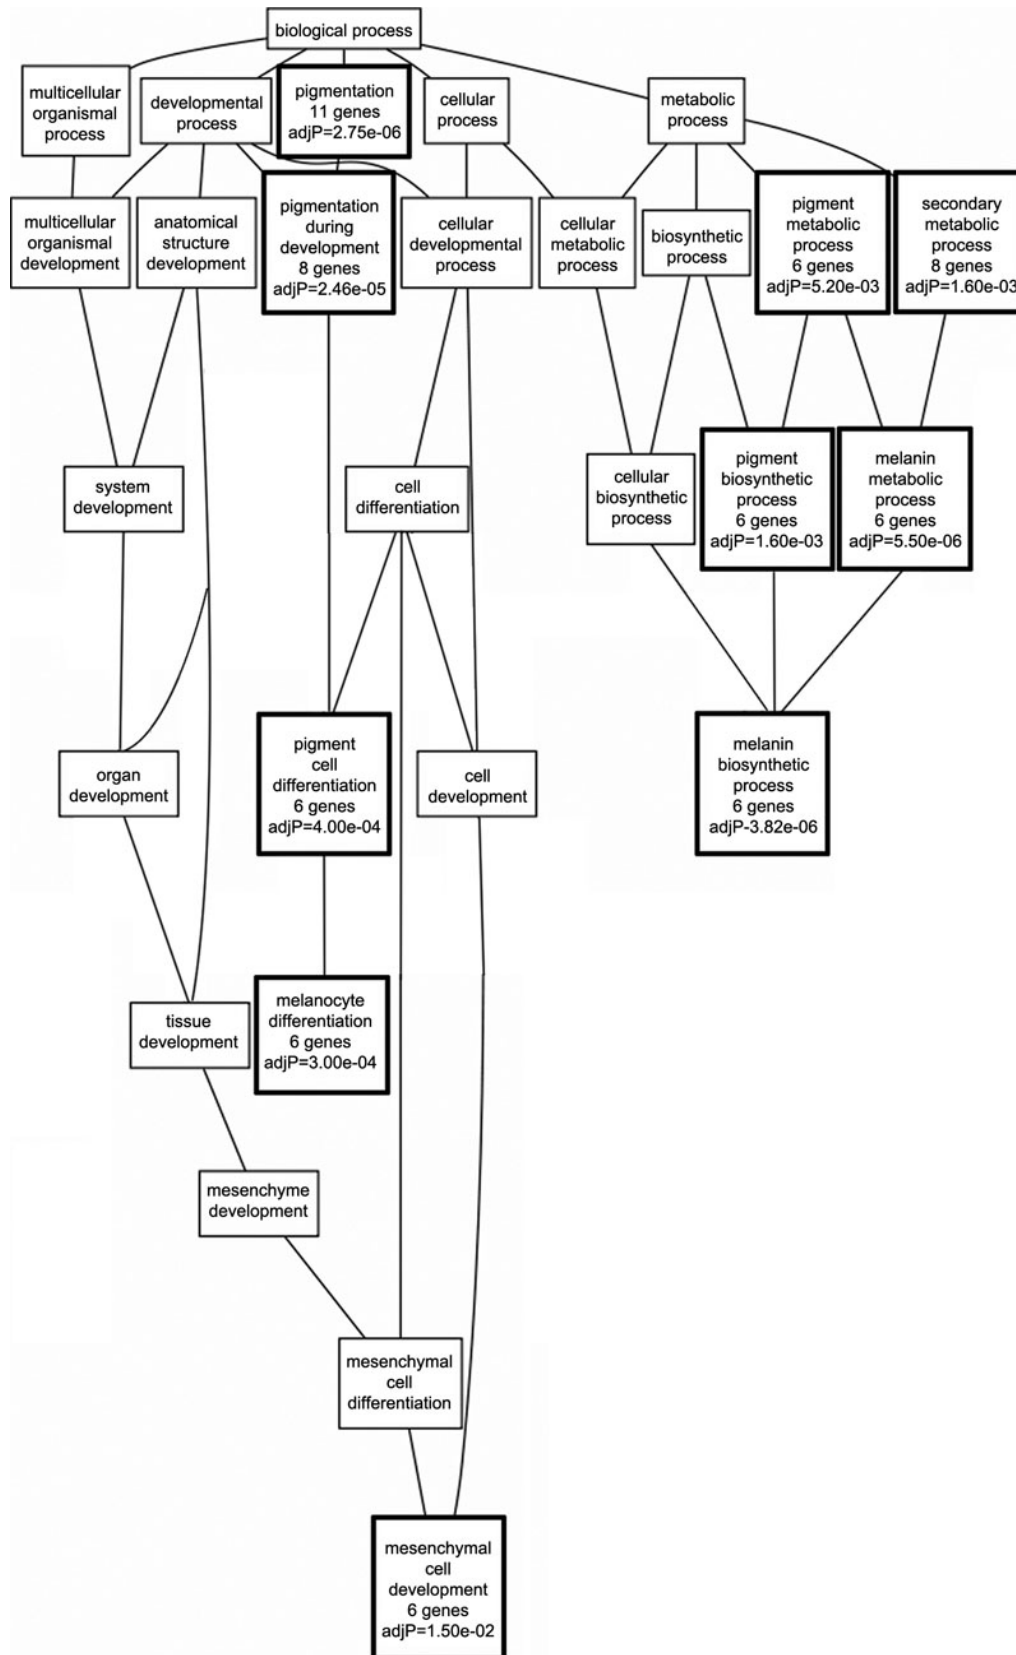 biological process
multicellular
organismal
process
developmental
process
pigmentation
11 genes
adjP=2.75e-06
cellular
process
metabolic
process
multicellular
organismal
development
anatomical
structure
development
pigmentation
during
development
8 genes
adjP=2.46e-05
cellular
developmental
process
cellular
metabolic
process
biosynthetic
process
pigment
metabolic
process
6 genes
adjP=5.20e-03
secondary
metabolic
process
8 genes
adjP=1.60e-03
system
development
cell
differentiation
cellular
biosynthetic
process
pigment
biosynthetic
process
6 genes
adjP=1.60e-03
melanin
metabolic
process
6 genes
adjP=5.50e-06
organ
development
pigment
cell
differentiation
6 genes
adjP=4.00e-04
cell
development
melanin
biosynthetic
process
6 genes
adjP-3.82e-06
tissue
development
melanocyte
differentiation
6 genes
adjP=3.00e-04
mesenchyme
development
mesenchymal
cell
differentiation
mesenchymal
cell
development
6 genes
adjP=1.50e-02